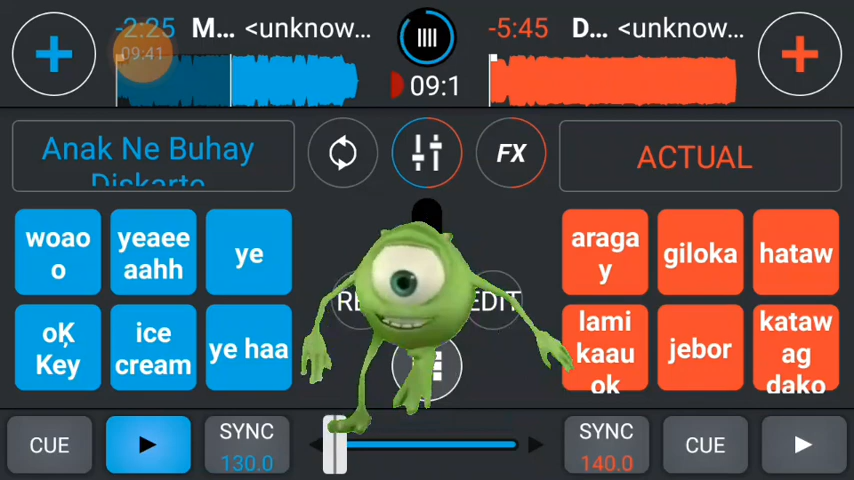 -2:25 M... <unknow...
09:41
-5:45 D... <unknow...
09:1
Anak Ne Buhay
Diskarte
FX
ACTUAL
woao
o
yeaee
aahh
ye
araga
y
giloka
hataw
EDIT
oķ
Key
ice
cream
ye haa
lami
kaau
ok
jebor
kataw
ag
dako
CUE
SYNC
130.0
SYNC
140.0
CUE